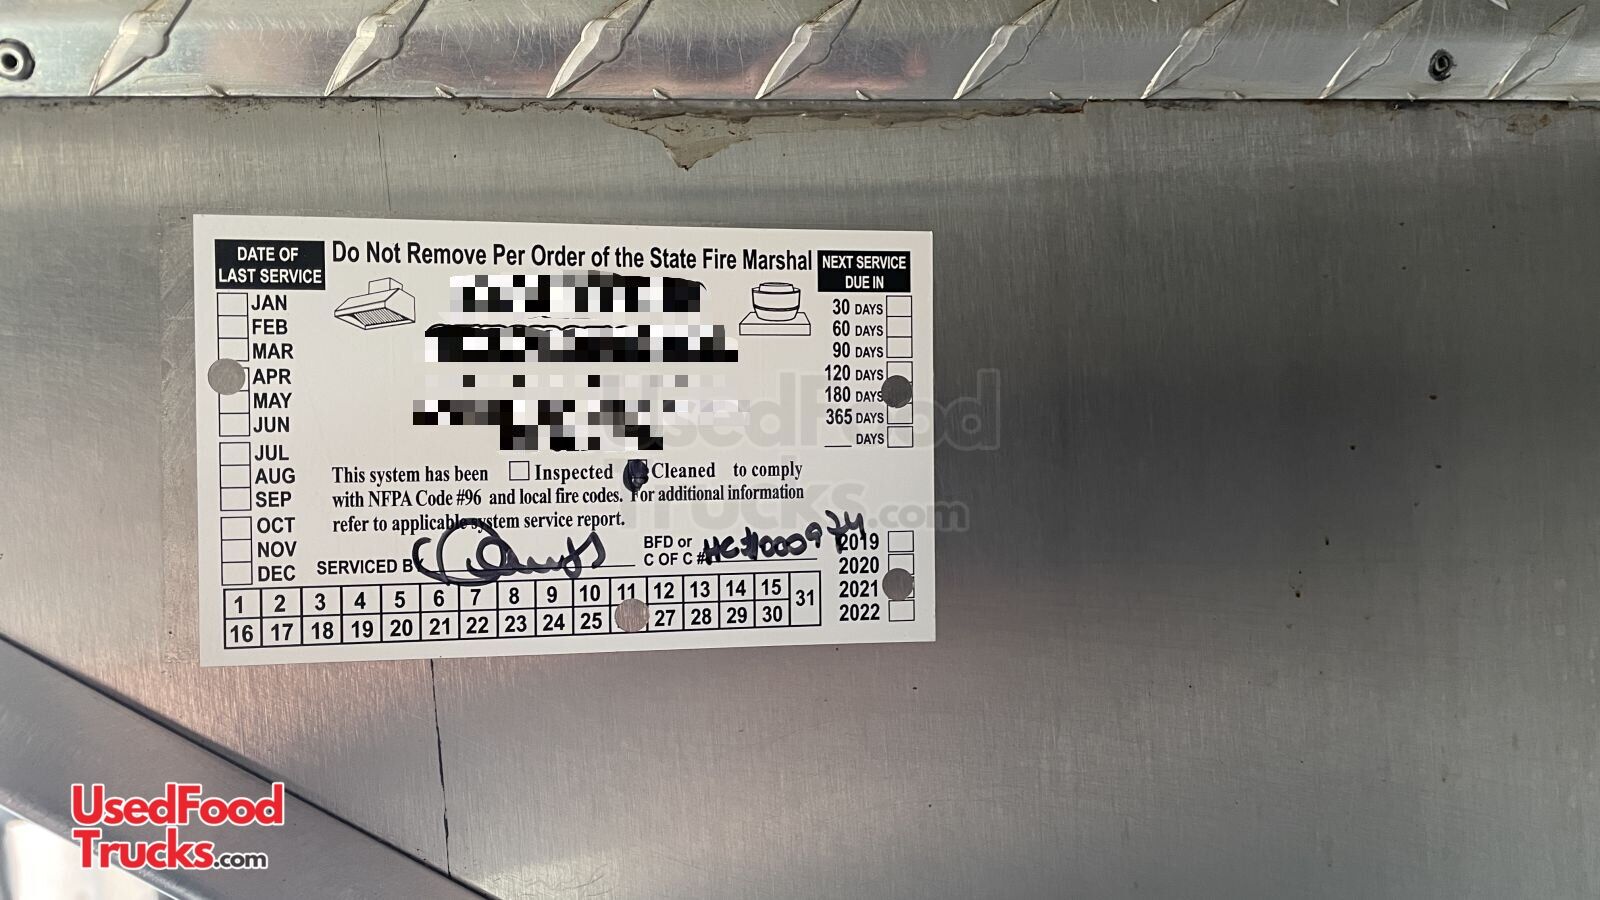 DATE OF
LAST SERVICE
JAN
FEB
MAR
APR
MAY
JUN
JUL
AUG
SEP
OCT
NOV
DEC
Do Not Remove Per Order of the State Fire Marshal
This system has been Inspected Cleaned to comply
with NFPA Code #96 and local fire codes. For additional information
refer to applicable system service report.
SERVICED BY
BFD or
C OF C #
NEXT SERVICE
DUE IN
30 DAYS
60 DAYS
90 DAYS
120 DAYS
180 DAYS
365 DAYS
___ DAYS
2019
2020
2021
2022
1 2 3 4 5 6 7 8 9 10 11 12 13 14 15 31
16 17 18 19 20 21 22 23 24 25 27 28 29 30
UsedFood
Trucks.com
UsedFood
Trucks.com